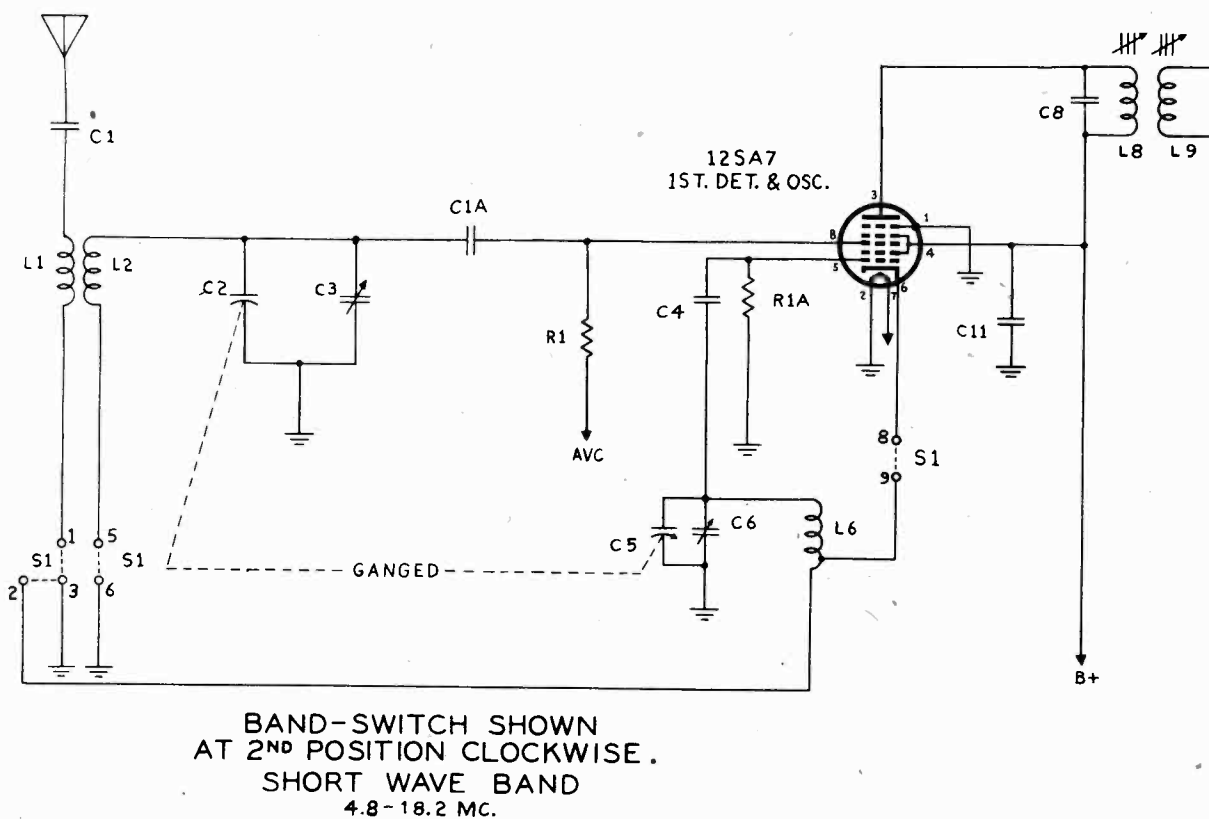 C1
L1
L2
C2
C3
C1A
R1
AVC
12SA7
1ST. DET. & OSC.
3
1
8
5
4
2
7
6
C4
R1A
C8
L8
L9
C11
8
S1
9
C5
C6
L6
1
5
S1
S1
2
3
6
GANGED
B+
BAND-SWITCH SHOWN
AT 2ND POSITION CLOCKWISE.
SHORT WAVE BAND
4.8-18.2 MC.